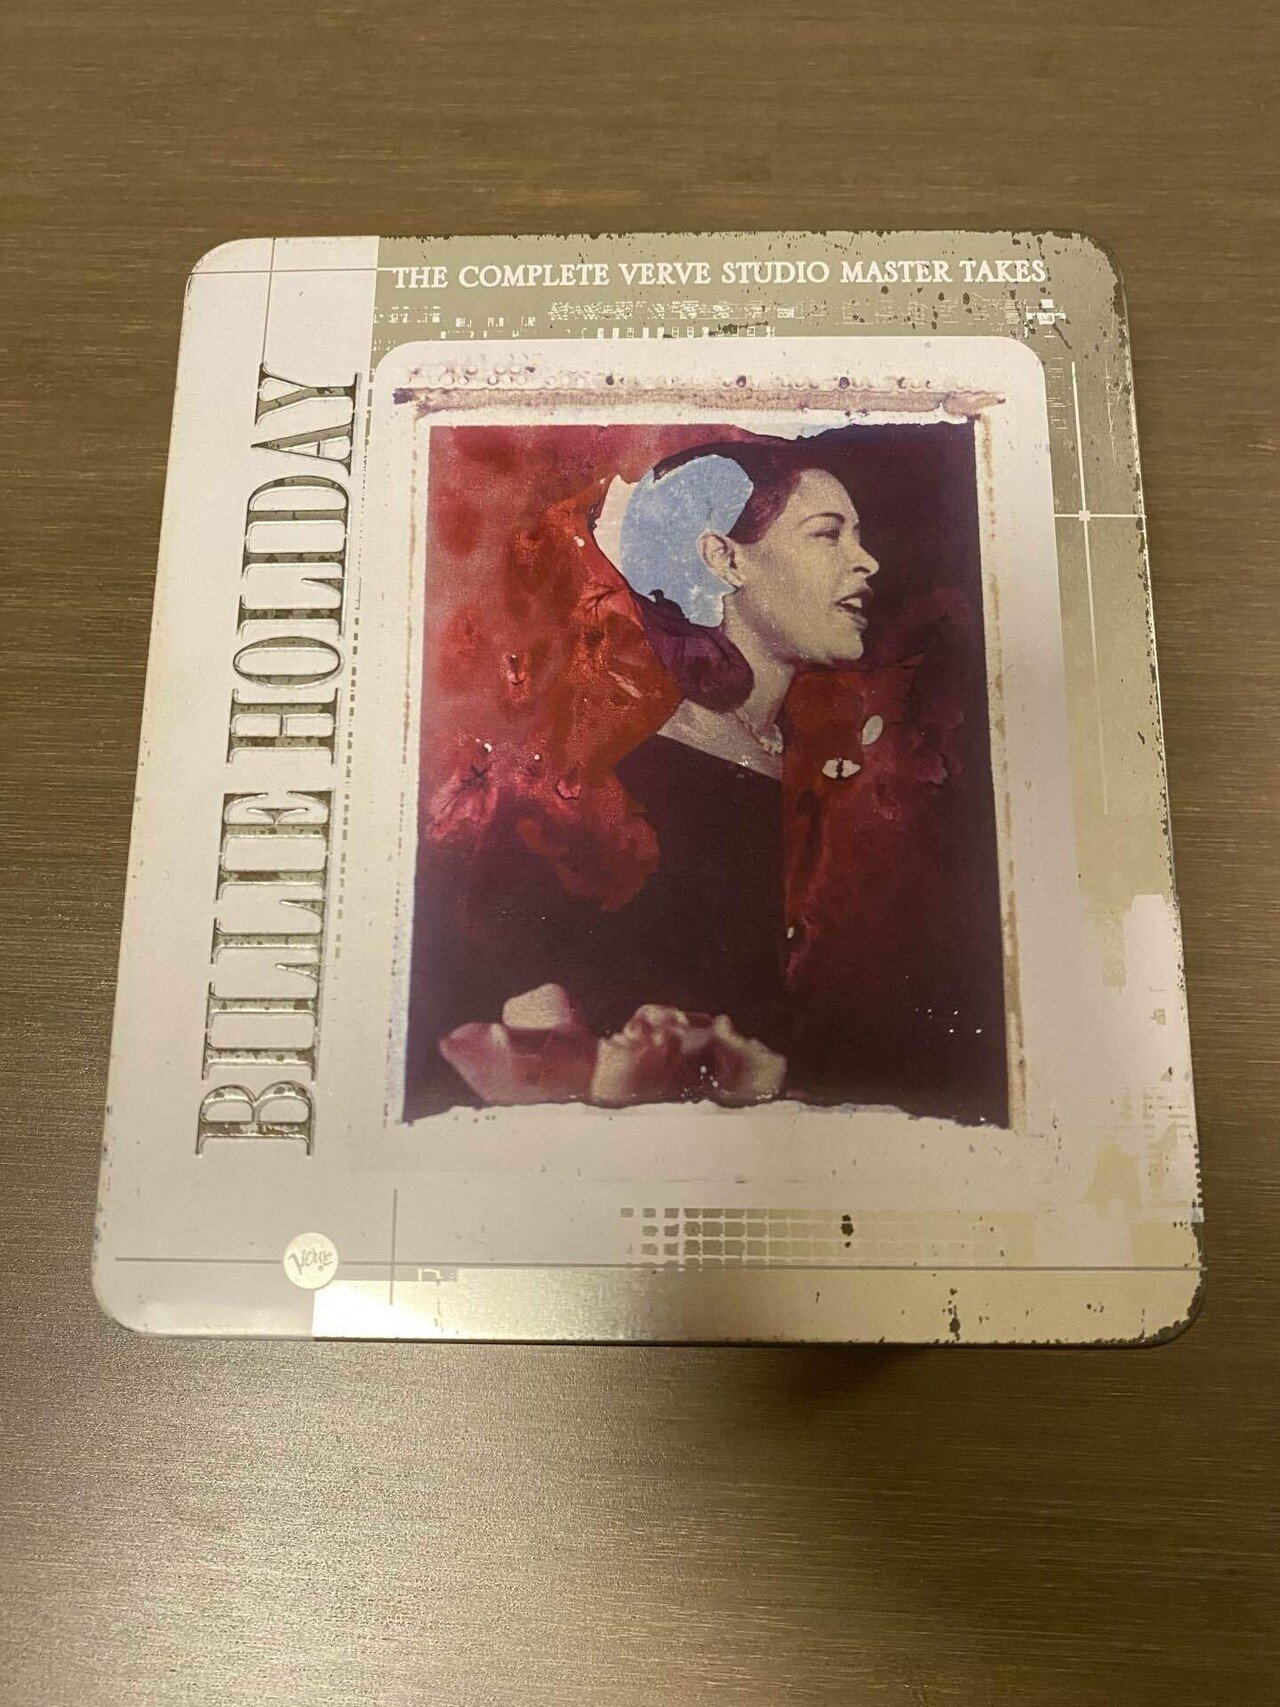 THE COMPLETE VERVE STUDIO MASTER TAKES
BILLIE HOLIDAY
Verve